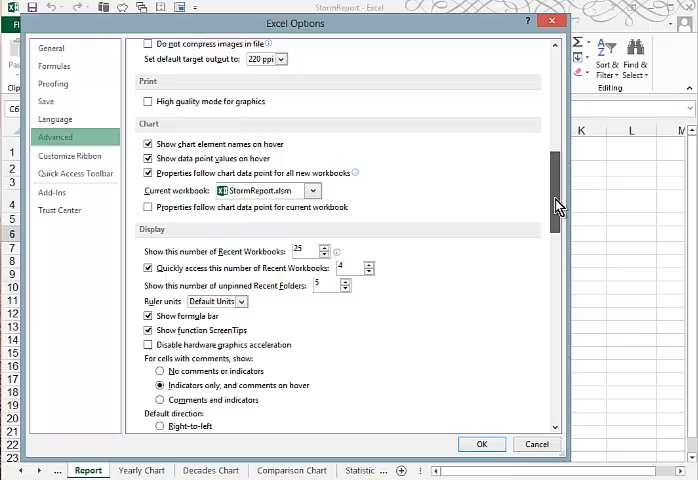 StormReport - Excel
Excel Options
FI
Pas
Clip
Sort & Find &
Filter Select
Editing
C6
K L M
1
2
3
4
5
6
7
8
9
10
11
12
13
14
15
16
17
18
19
20
21
22
23
General
Formulas
Proofing
Save
Language
Advanced
Customize Ribbon
Quick Access Toolbar
Add-Ins
Trust Center
Do not compress images in file
Set default target output to: 220 ppi
Print
High quality mode for graphics
Chart
Show chart element names on hover
Show data point values on hover
Properties follow chart data point for all new workbooks
Current workbook: StormReport.xlsm
Properties follow chart data point for current workbook
Display
Show this number of Recent Workbooks: 25
Quickly access this number of Recent Workbooks: 4
Show this number of unpinned Recent Folders: 5
Ruler units Default Units
Show formula bar
Show function ScreenTips
Disable hardware graphics acceleration
For cells with comments, show:
No comments or indicators
Indicators only, and comments on hover
Comments and indicators
Default direction:
Right-to-left
OK Cancel
... Report Yearly Chart Decades Chart Comparison Chart Statistic ...